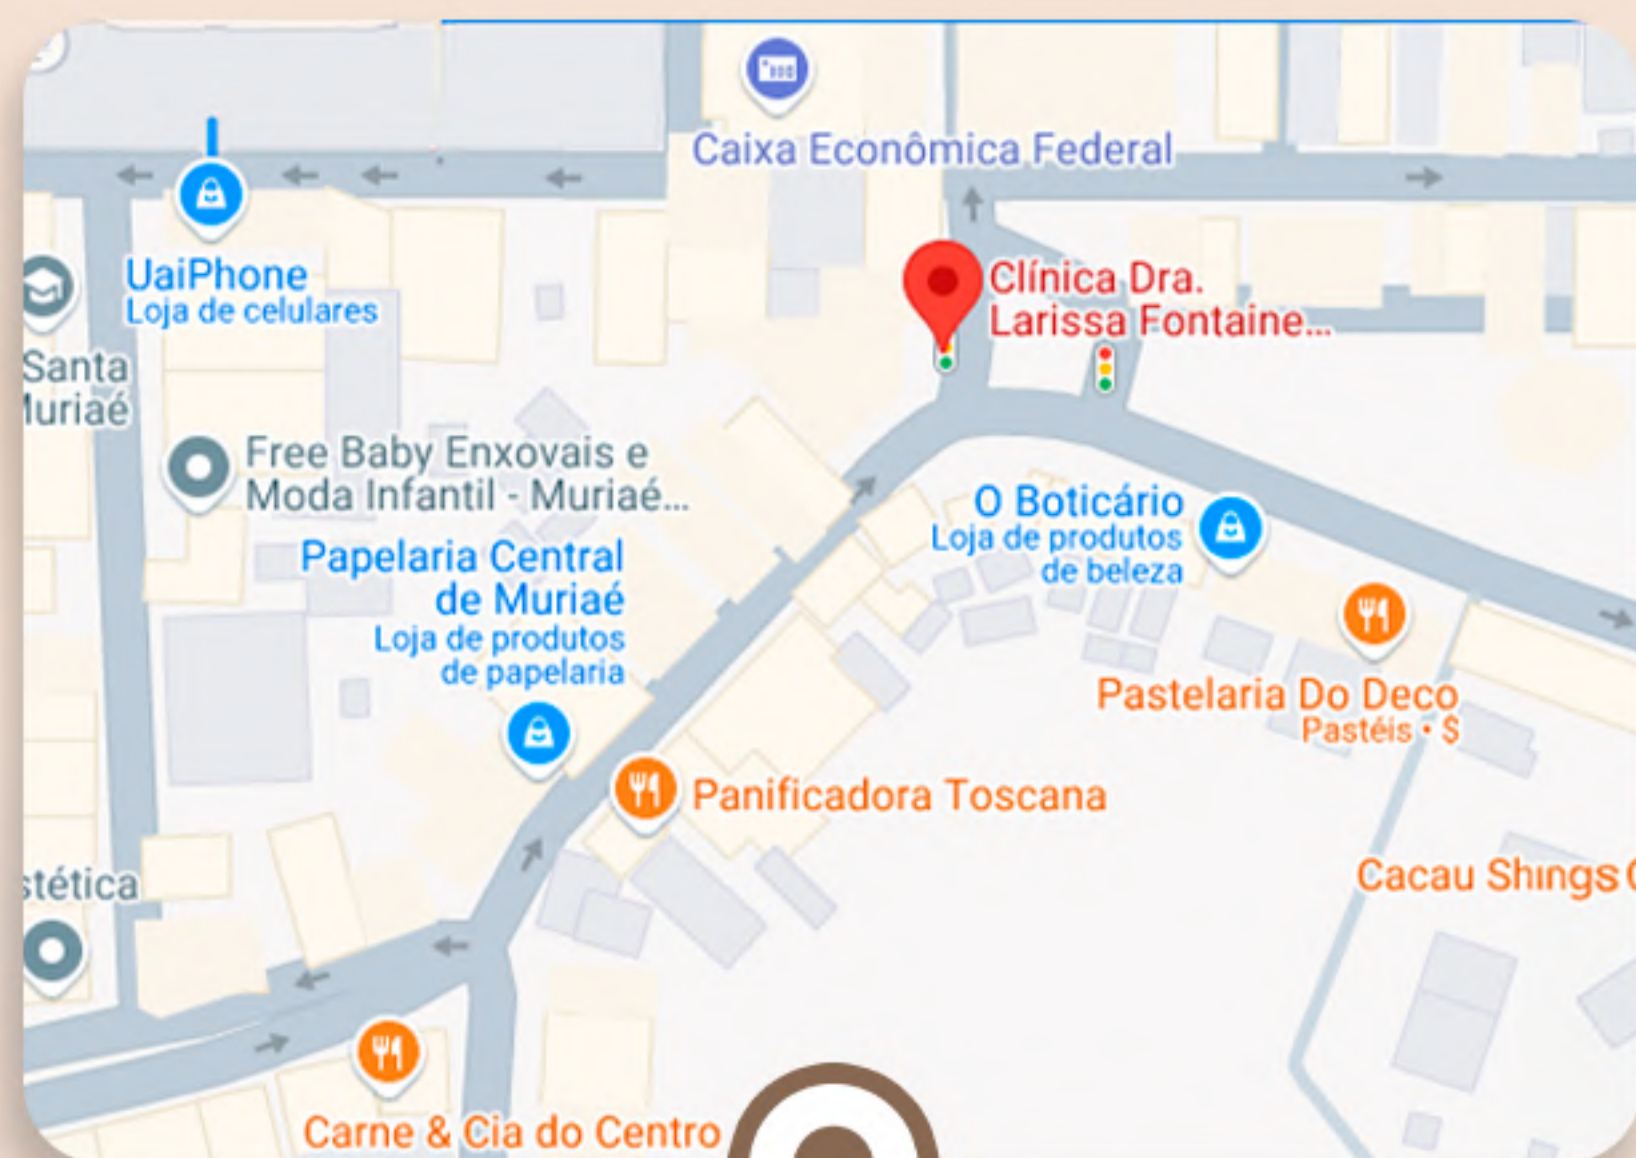 Caixa Econômica Federal
UaiPhone
Loja de celulares
Clínica Dra.
Larissa Fontaine...
Santa
Muriaé
Free Baby Enxovais e
Moda Infantil - Muriaé...
O Boticário
Loja de produtos
de beleza
Papelaria Central
de Muriaé
Loja de produtos
de papelaria
Pastelaria Do Deco
Pastéis • $
Panificadora Toscana
Cacau Shings
stética
Carne & Cia do Centro